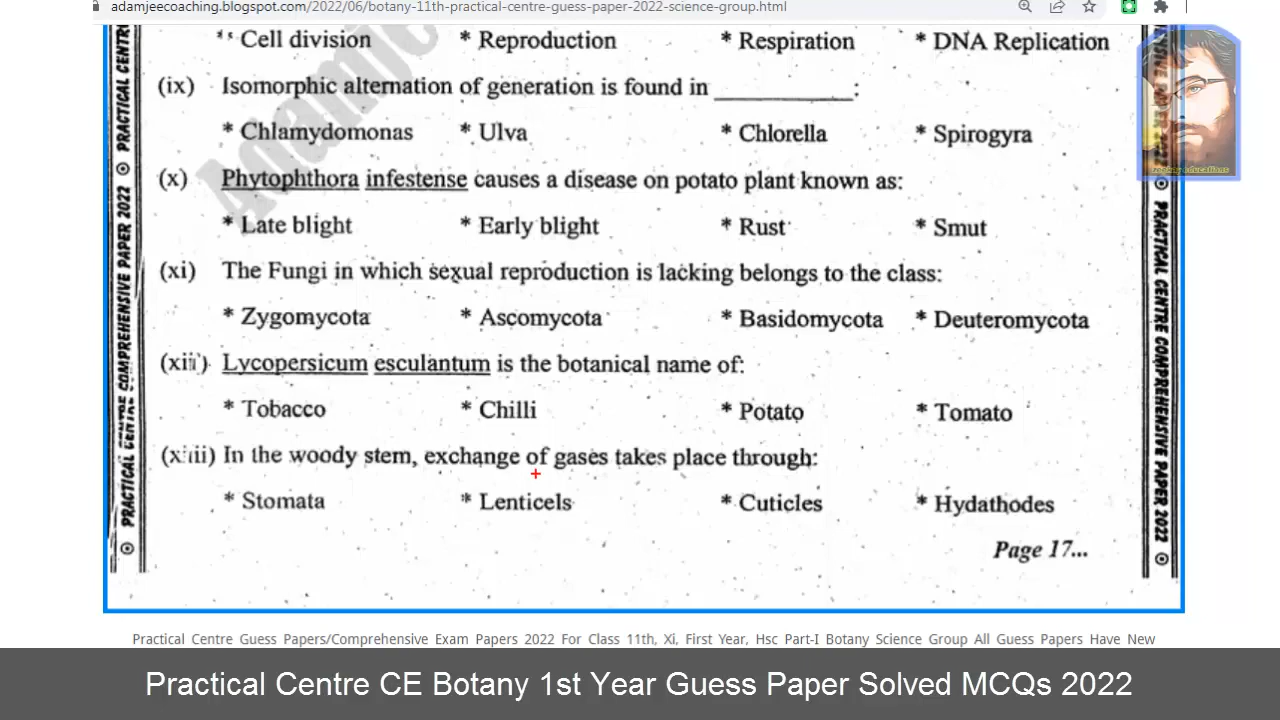 adamjeecoaching.blogspot.com/2022/06/botany-11th-practical-centre-guess-paper-2022-science-group.html
* Cell division * Reproduction * Respiration * DNA Replication
(ix) Isomorphic alternation of generation is found in __________:
* Chlamydomonas * Ulva * Chlorella * Spirogyra
(x) Phytophthora infestense causes a disease on potato plant known as:
* Late blight * Early blight * Rust * Smut
(xi) The Fungi in which sexual reproduction is lacking belongs to the class:
* Zygomycota * Ascomycota * Basidomycota * Deuteromycota
(xii) Lycopersicum esculantum is the botanical name of:
* Tobacco * Chilli * Potato * Tomato
(xiii) In the woody stem, exchange of gases takes place through:
* Stomata * Lenticels * Cuticles * Hydathodes
Page 17...
PRACTICAL CENTRE COMPREHENSIVE PAPER 2022 PRACTICAL CENTRE
PRACTICAL CENTRE COMPREHENSIVE PAPER 2022
Adamjee
Practical Centre Guess Papers/Comprehensive Exam Papers 2022 For Class 11th, Xi, First Year, Hsc Part-I Botany Science Group All Guess Papers Have New
Practical Centre CE Botany 1st Year Guess Paper Solved MCQs 2022